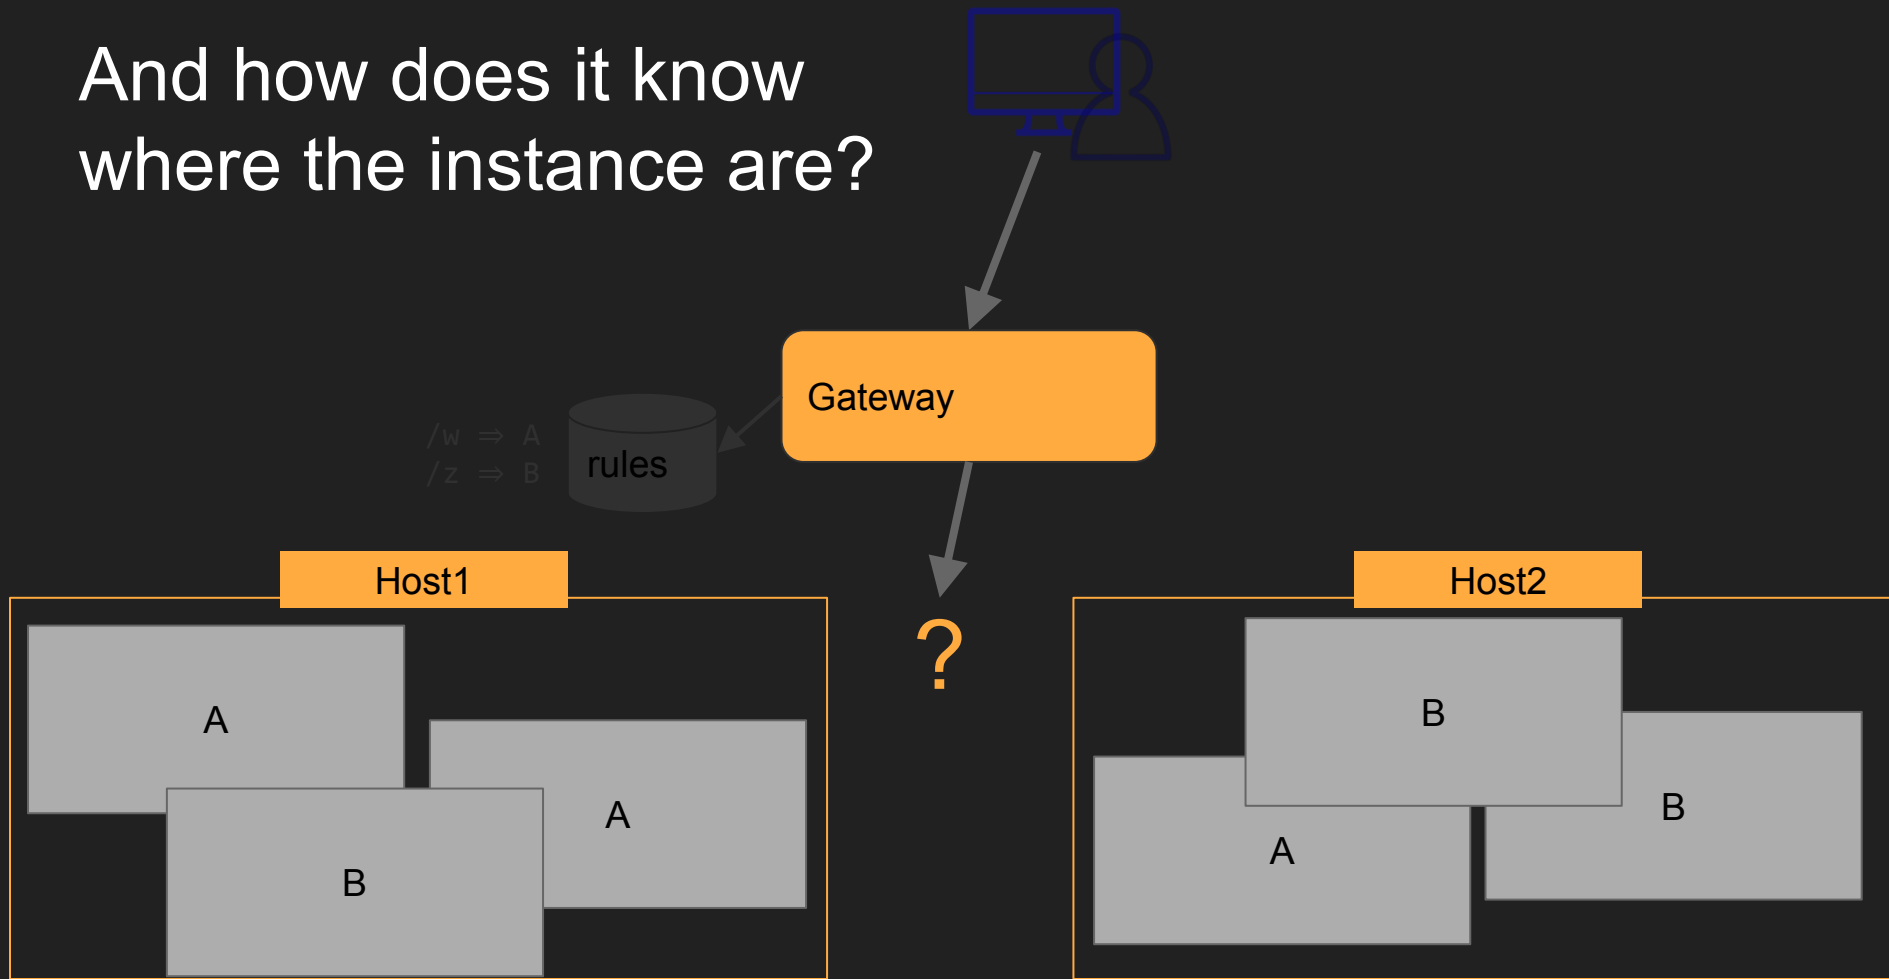 And how does it know
where the instance are?
Gateway
/w ⇒ A
/z ⇒ B
rules
Host1
Host2
?
A
A
B
B
B
A